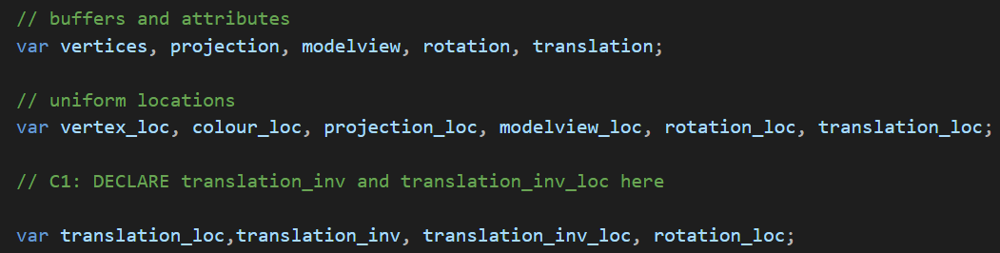 // buffers and attributes
var vertices, projection, modelview, rotation, translation;
// uniform locations
var vertex_loc, colour_loc, projection_loc, modelview_loc, rotation_loc, translation_loc;
// C1: DECLARE translation_inv and translation_inv_loc here
var translation_loc,translation_inv, translation_inv_loc, rotation_loc;